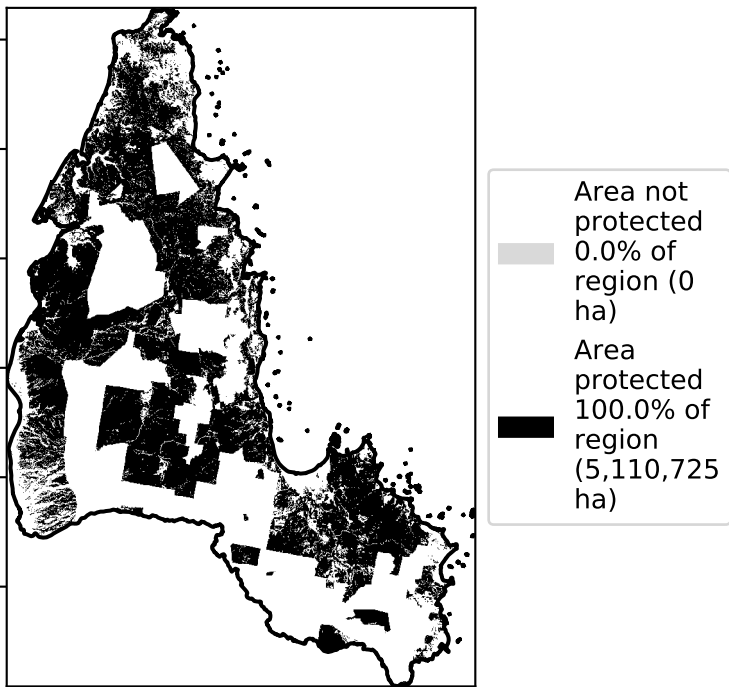 Area not
protected
0.0% of
region (0
ha)
Area
protected
100.0% of
region
(5,110,725
ha)